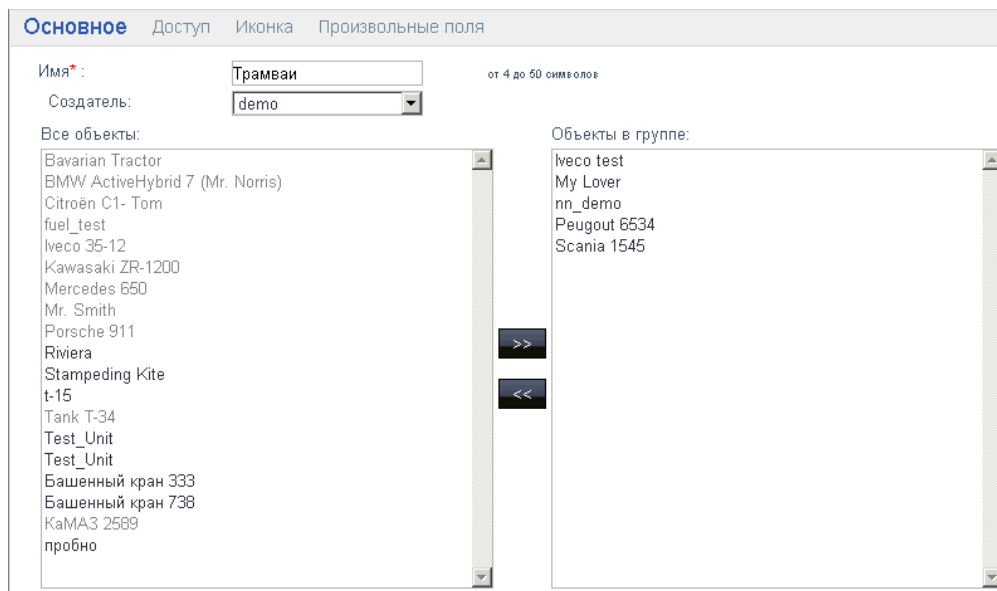 Основное Доступ Иконка Произвольные поля
Имя* : Трамваи от 4 до 50 символов
Создатель: demo
Все объекты:
Bavarian Tractor
BMW ActiveHybrid 7 (Mr. Norris)
Citroën C1- Tom
fuel_test
Iveco 35-12
Kawasaki ZR-1200
Mercedes 650
Mr. Smith
Porsche 911
Riviera
Stampeding Kite
t-15
Tank T-34
Test_Unit
Test_Unit
Башенный кран 333
Башенный кран 738
КаМАЗ 2589
пробно
>>
<<
Объекты в группе:
Iveco test
My Lover
nn_demo
Peugout 6534
Scania 1545